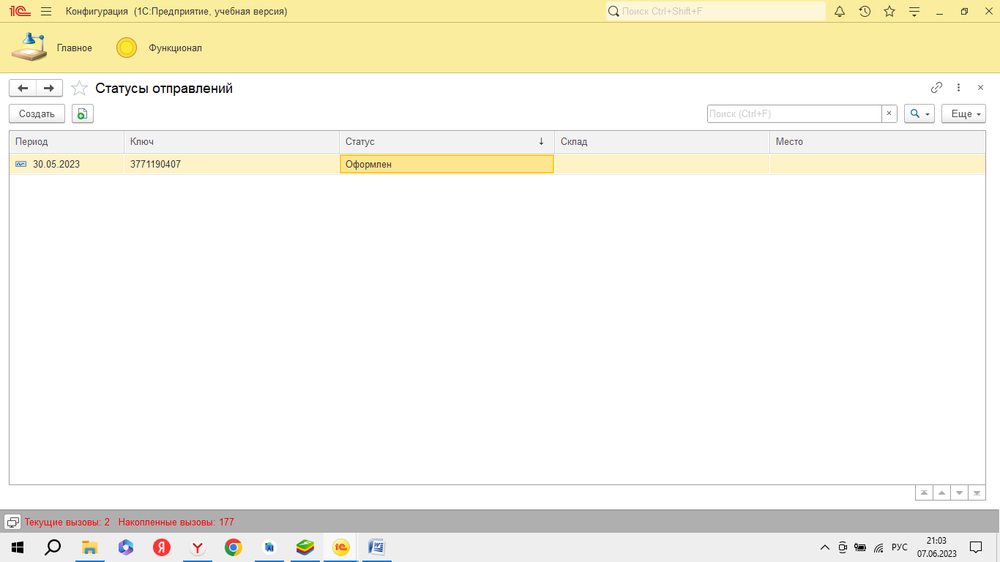 1С Конфигурация (1С:Предприятие, учебная версия) Поиск Ctrl+Shift+F
Главное Функционал
Статусы отправлений
Создать Поиск (Ctrl+F) × Еще
Период Ключ Статус ↓ Склад Место
30.05.2023 3771190407 Оформлен
Текущие вызовы: 2 Накопленные вызовы: 177
РУС 21:03
07.06.2023